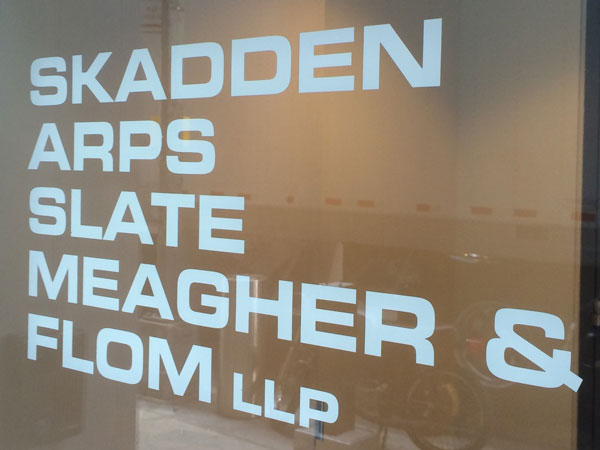 SKADDEN
ARPS
SLATE
MEAGHER &
FLOM LLP